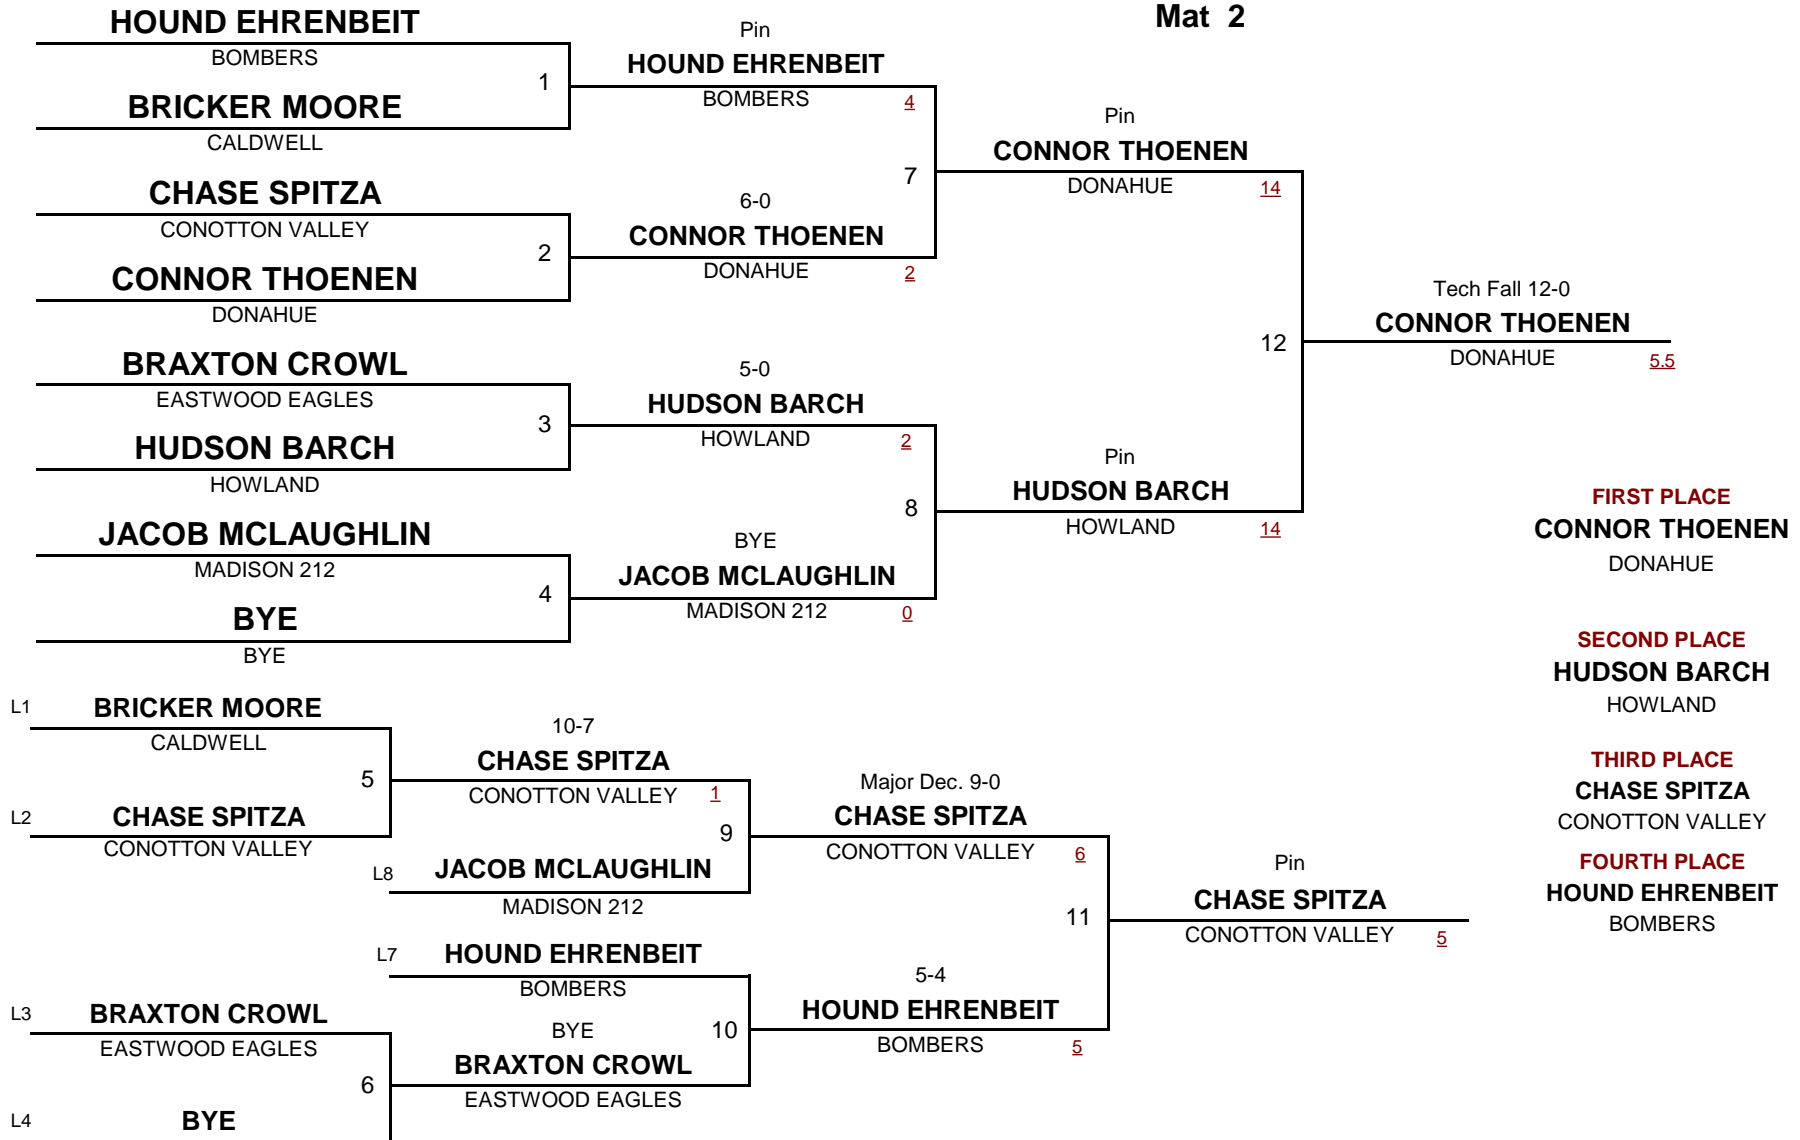 Mat 2
HOUND EHRENBEIT
BOMBERS
1
BRICKER MOORE
CALDWELL
CHASE SPITZA
CONOTTON VALLEY
2
CONNOR THOENEN
DONAHUE
BRAXTON CROWL
EASTWOOD EAGLES
3
HUDSON BARCH
HOWLAND
JACOB MCLAUGHLIN
MADISON 212
4
BYE
BYE
Pin
HOUND EHRENBEIT
BOMBERS 4
7
6-0
CONNOR THOENEN
DONAHUE 2
5-0
HUDSON BARCH
HOWLAND 2
8
BYE
JACOB MCLAUGHLIN
MADISON 212 0
Pin
CONNOR THOENEN
DONAHUE 14
12
Pin
HUDSON BARCH
HOWLAND 14
Tech Fall 12-0
CONNOR THOENEN
DONAHUE 5.5
FIRST PLACE
CONNOR THOENEN
DONAHUE
SECOND PLACE
HUDSON BARCH
HOWLAND
THIRD PLACE
CHASE SPITZA
CONOTTON VALLEY
FOURTH PLACE
HOUND EHRENBEIT
BOMBERS
L1 BRICKER MOORE
CALDWELL
5
L2 CHASE SPITZA
CONOTTON VALLEY
L3 BRAXTON CROWL
EASTWOOD EAGLES
6
L4 BYE
10-7
CHASE SPITZA
CONOTTON VALLEY 1
9
L8 JACOB MCLAUGHLIN
MADISON 212
L7 HOUND EHRENBEIT
BOMBERS
10
BYE
BRAXTON CROWL
EASTWOOD EAGLES
Major Dec. 9-0
CHASE SPITZA
CONOTTON VALLEY 6
11
5-4
HOUND EHRENBEIT
BOMBERS 5
Pin
CHASE SPITZA
CONOTTON VALLEY 5